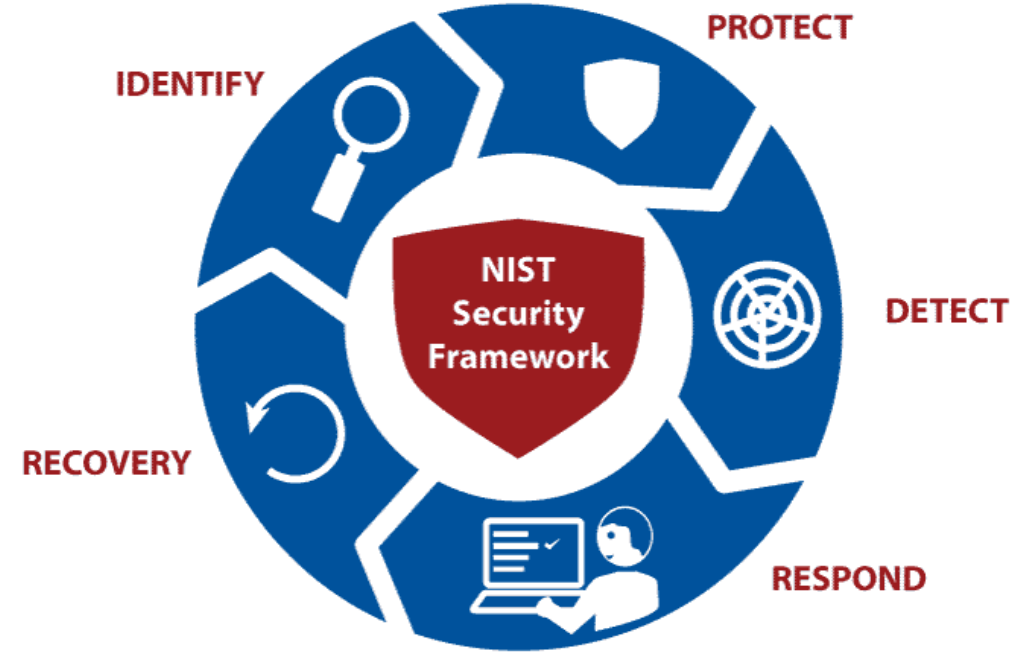 PROTECT
IDENTIFY
NIST
Security
Framework
DETECT
RECOVERY
RESPOND